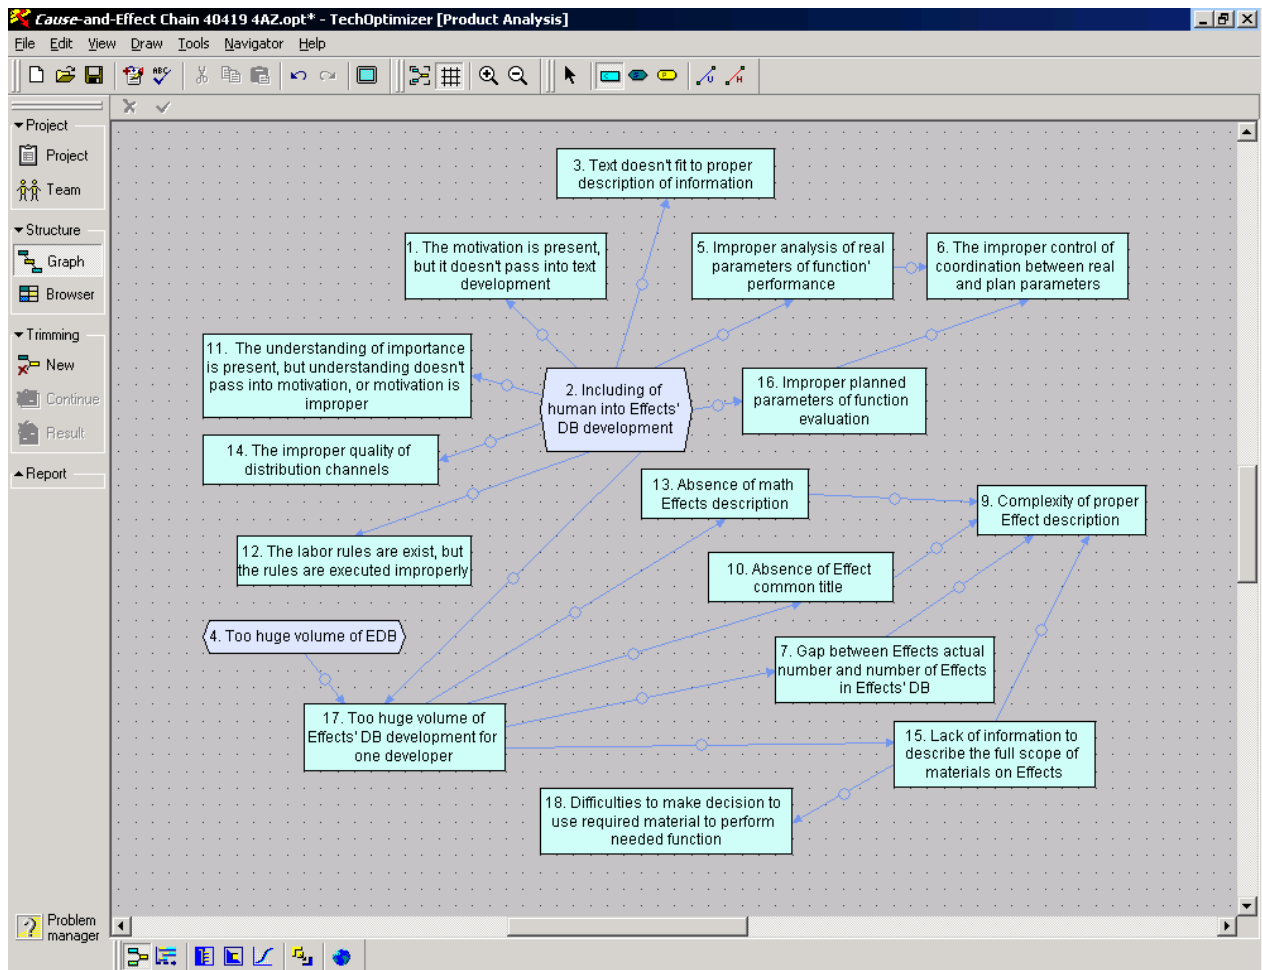 Cause-and-Effect Chain 40419 4AZ.opt* - TechOptimizer [Product Analysis]
File Edit View Draw Tools Navigator Help
ABC
C
F
U
H
Project
Project
Team
Structure
Graph
Browser
Trimming
New
Continue
Result
Report
Problem
manager
3. Text doesn't fit to proper
description of information
1. The motivation is present,
but it doesn't pass into text
development
5. Improper analysis of real
parameters of function'
performance
6. The improper control of
coordination between real
and plan parameters
11. The understanding of importance
is present, but understanding doesn't
pass into motivation, or motivation is
improper
2. Including of
human into Effects'
DB development
16. Improper planned
parameters of function
evaluation
14. The improper quality of
distribution channels
13. Absence of math
Effects description
9. Complexity of proper
Effect description
12. The labor rules are exist, but
the rules are executed improperly
10. Absence of Effect
common title
4. Too huge volume of EDB
7. Gap between Effects actual
number and number of Effects
in Effects' DB
17. Too huge volume of
Effects' DB development for
one developer
15. Lack of information to
describe the full scope of
materials on Effects
18. Difficulties to make decision to
use required material to perform
needed function